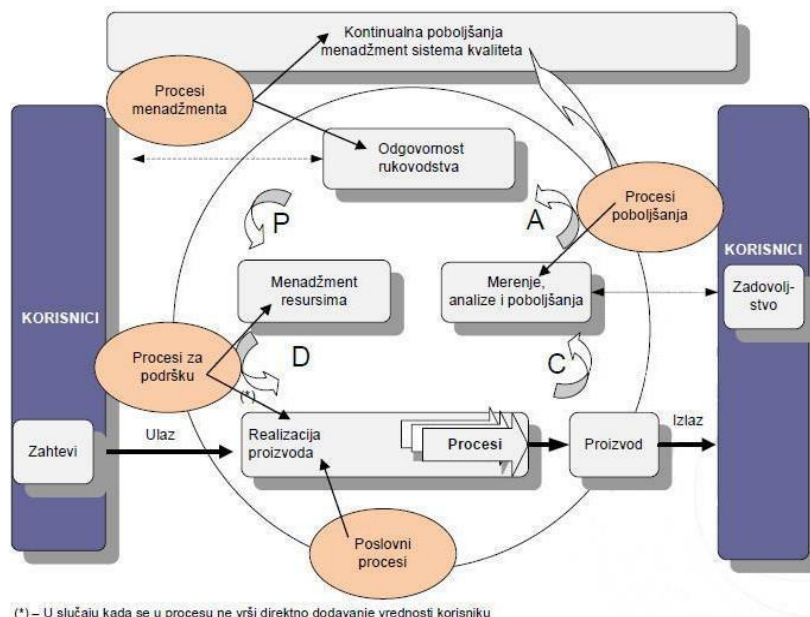 Kontinualna poboljšanja
menadžment sistema kvaliteta
Procesi
menadžmenta
Odgovornost
rukovodstva
P
A
Procesi
poboljšanja
KORISNICI
KORISNICI
Menadžment
resursima
Merenje,
analize i poboljšanja
Zadovolj-
stvo
Procesi za
podršku
D
C
(*)
Zahtevi
Ulaz
Realizacija
proizvoda
Procesi
Proizvod
Izlaz
Poslovni
procesi
(*) – U slučaju kada se u procesu ne vrši direktno dodavanje vrednosti korisniku